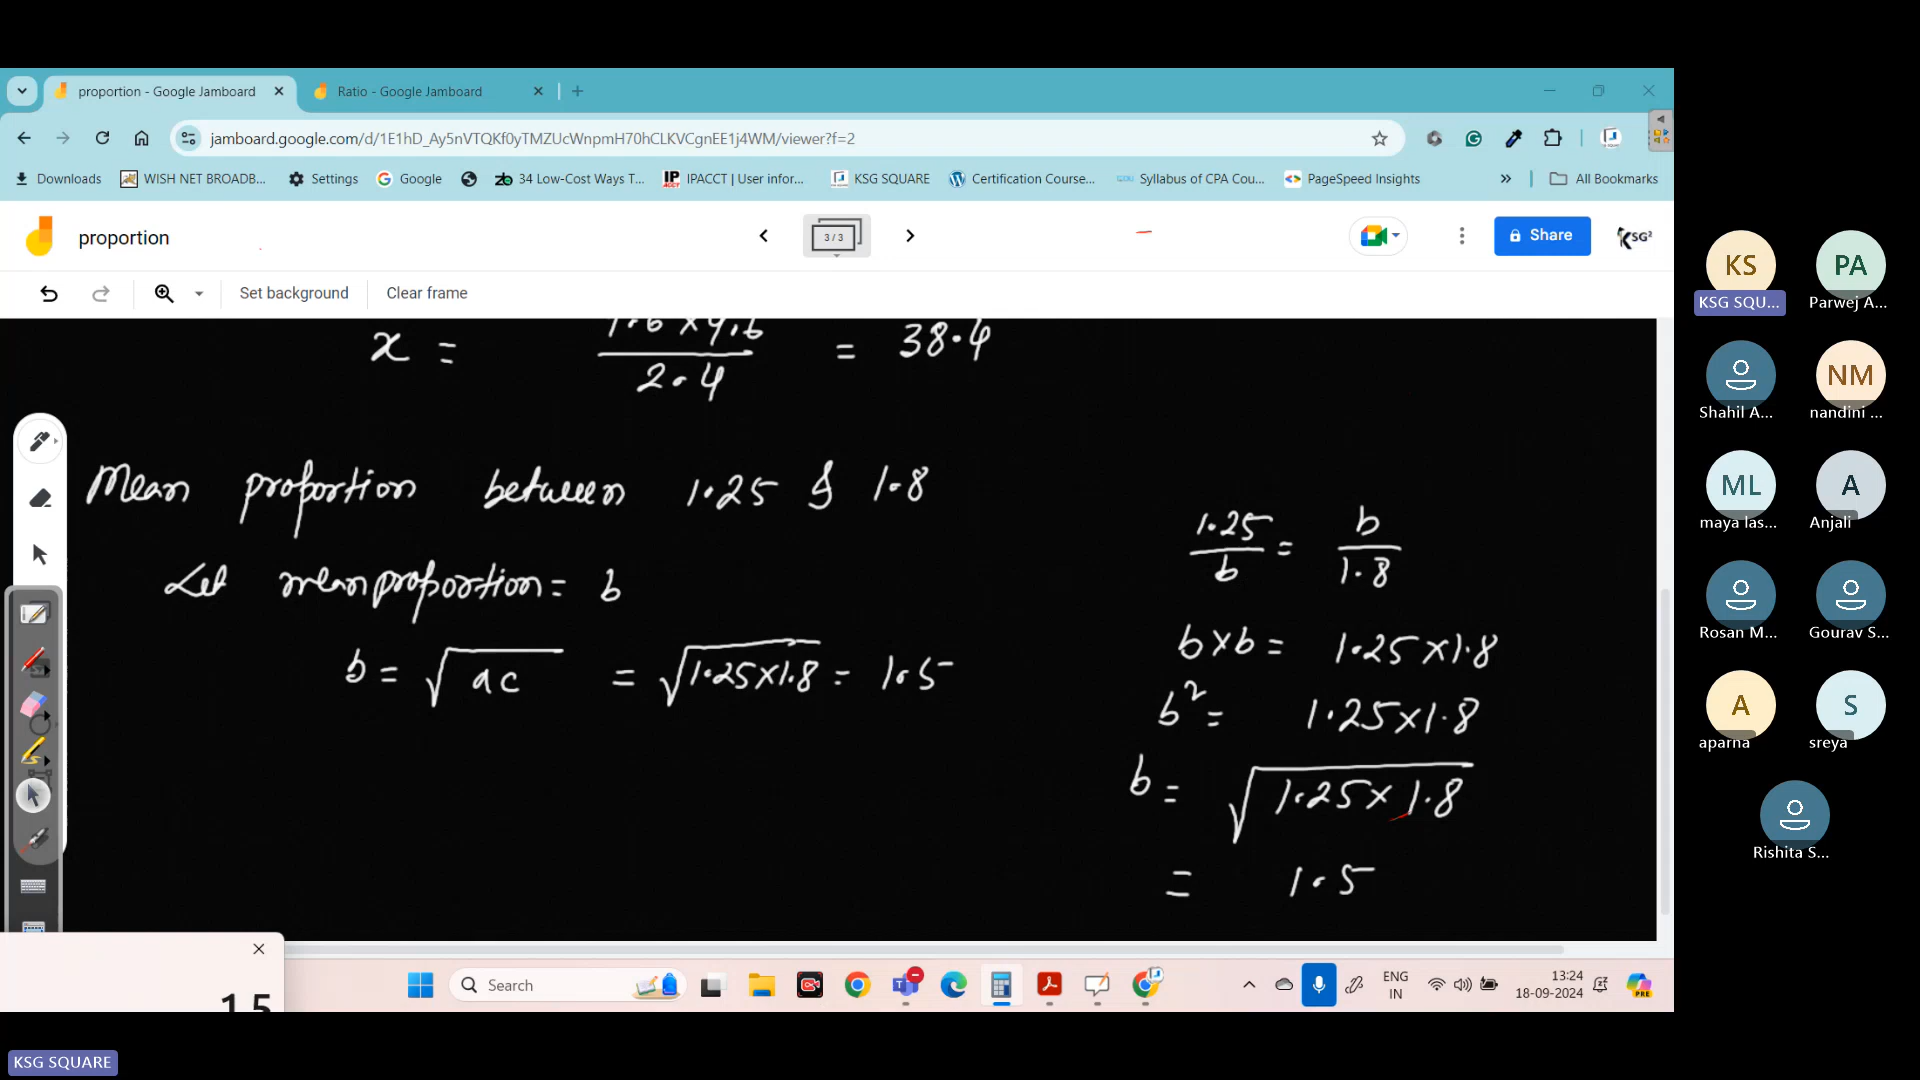 proportion - Google Jamboard
Ratio - Google Jamboard
jamboard.google.com/d/1E1hD_Ay5nVTQKf0yTMZUcWnpmH70hCLKVCgnEE1j4WM/viewer?f=2
Downloads WISH NET BROADB... Settings Google 34 Low-Cost Ways T... IPACCT | User infor... KSG SQUARE Certification Course... Syllabus of CPA Cou... PageSpeed Insights All Bookmarks
proportion
3 / 3
Share
KSG²
Set background
Clear frame
x = / 2.4 = 38.4
Mean proportion between 1.25 & 1.8
Let mean proportion = b
b = √ac = √1.25×1.8 = 1.5
1.25/b = b/1.8
b×b = 1.25×1.8
b² = 1.25×1.8
b = √1.25×1.8
= 1.5
1.5
Search
ENG
IN
13:24
18-09-2024
PRE
KS
KSG SQU...
PA
Parwej A...
Shahil A...
NM
nandini ...
ML
maya las...
A
Anjali
Rosan M...
Gourav S...
A
aparna
S
sreya
Rishita S...
KSG SQUARE